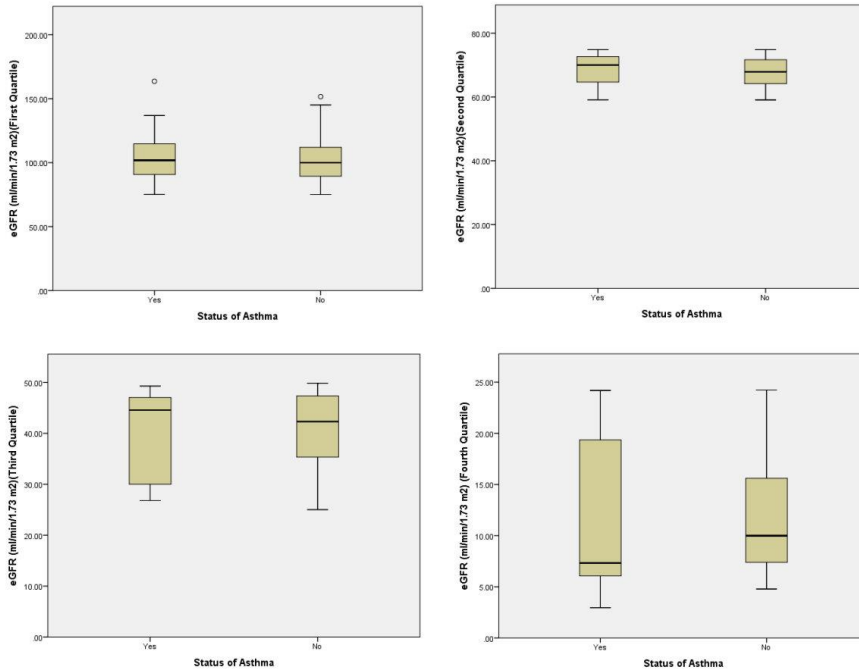 eGFR (ml/min/1.73 m2)(First Quartile)
200.00
150.00
100.00
50.00
.00
Yes
No
Status of Asthma
eGFR (ml/min/1.73 m2)(Second Quartile)
80.00
60.00
40.00
20.00
.00
Yes
No
Status of Asthma
eGFR (ml/min/1.73 m2)(Third Quartile)
50.00
40.00
30.00
20.00
10.00
.00
Yes
No
Status of Asthma
eGFR (ml/min/1.73 m2) (Fourth Quartile)
25.00
20.00
15.00
10.00
5.00
.00
Yes
No
Status of Asthma